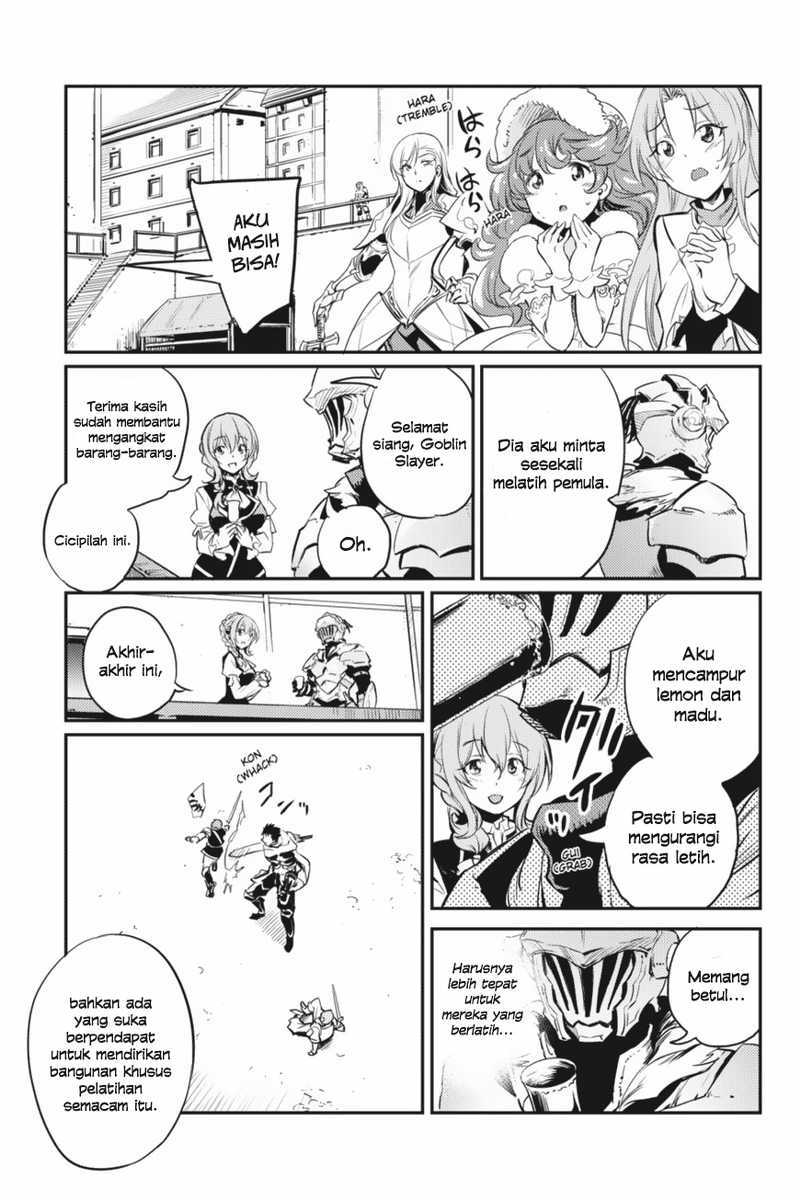 HARA
(TREMBLE)
はら
はら
HARA
AKU
MASIH
BISA!
Dia aku minta
sesekali
melatih pemula.
Selamat
siang, Goblin
Slayer.
Oh.
Terima kasih
sudah membantu
mengangkat
barang-barang.
Cicipilah ini.
Aku
mencampur
lemon dan
madu.
Pasti bisa
mengurangi
rasa letih.
グイ
GUI
(GRAB)
Akhir-
akhir ini,
Memang
betul...
Harusnya
lebih tepat
untuk
mereka yang
berlatih...
KON
(WHACK)
bahkan ada
yang suka
berpendapat
untuk mendirikan
bangunan khusus
pelatihan
semacam itu.